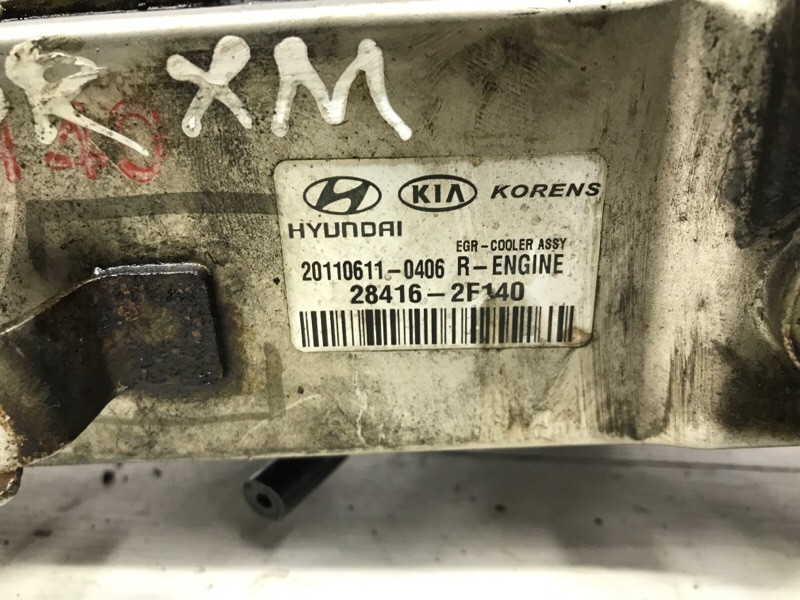 R XM
KIA KORENS
HYUNDAI
EGR-COOLER ASSY
20110611-0406 R-ENGINE
28416-2F140